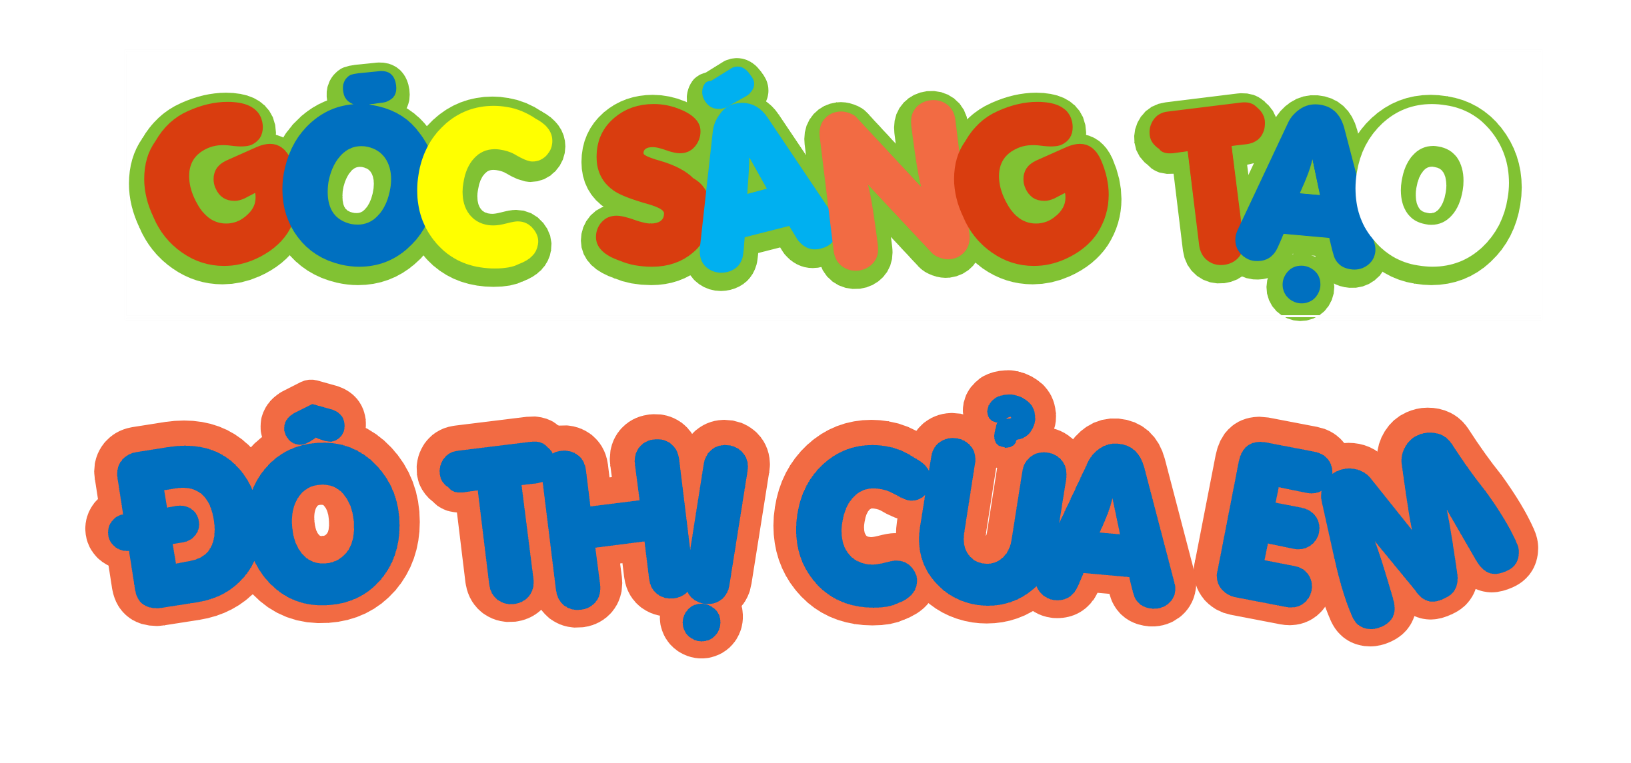 GÓC SÁNG TẠO
ĐÔ THỊ CỦA EM